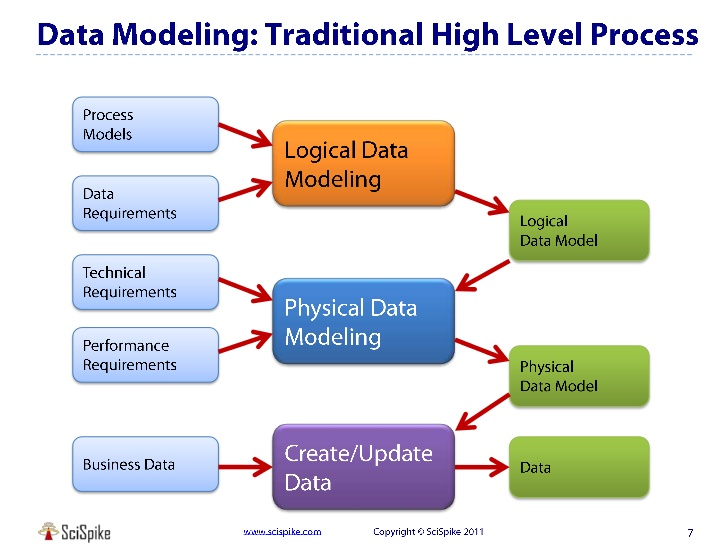 Data Modeling: Traditional High Level Process
Process
Models
Logical Data
Modeling
Data
Requirements
Logical
Data Model
Technical
Requirements
Physical Data
Modeling
Performance
Requirements
Physical
Data Model
Business Data
Create/Update
Data
Data
SciSpike
www.scispike.com
Copyright © SciSpike 2011
7